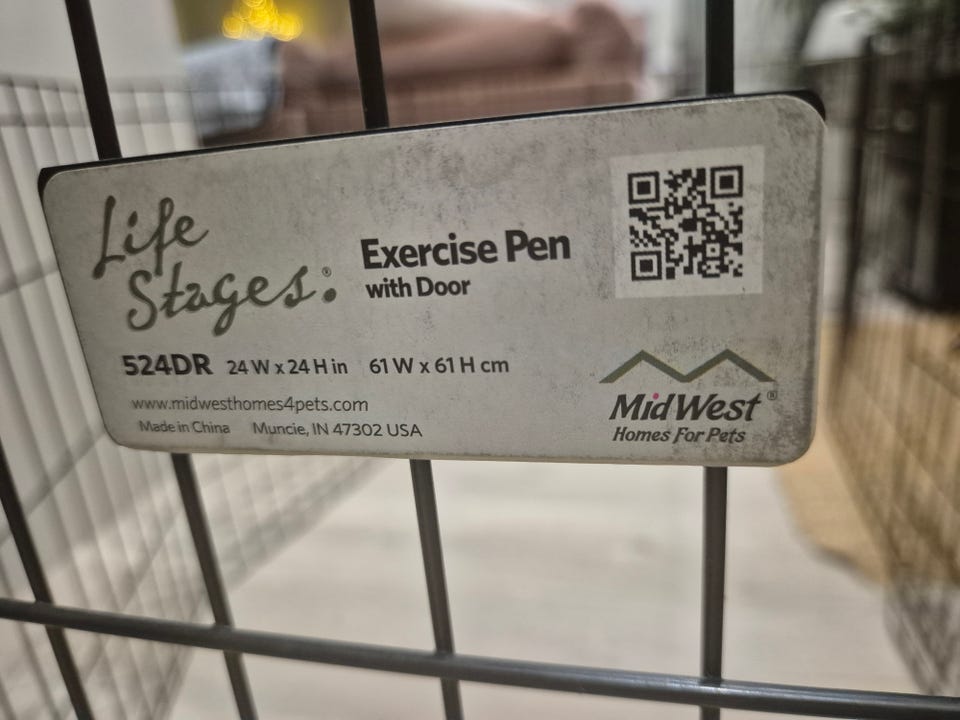 Life
Stages®
Exercise Pen
with Door
524DR 24 W x 24 H in 61 W x 61 H cm
www.midwesthomes4pets.com
Made in China Muncie, IN 47302 USA
MidWest®
Homes For Pets